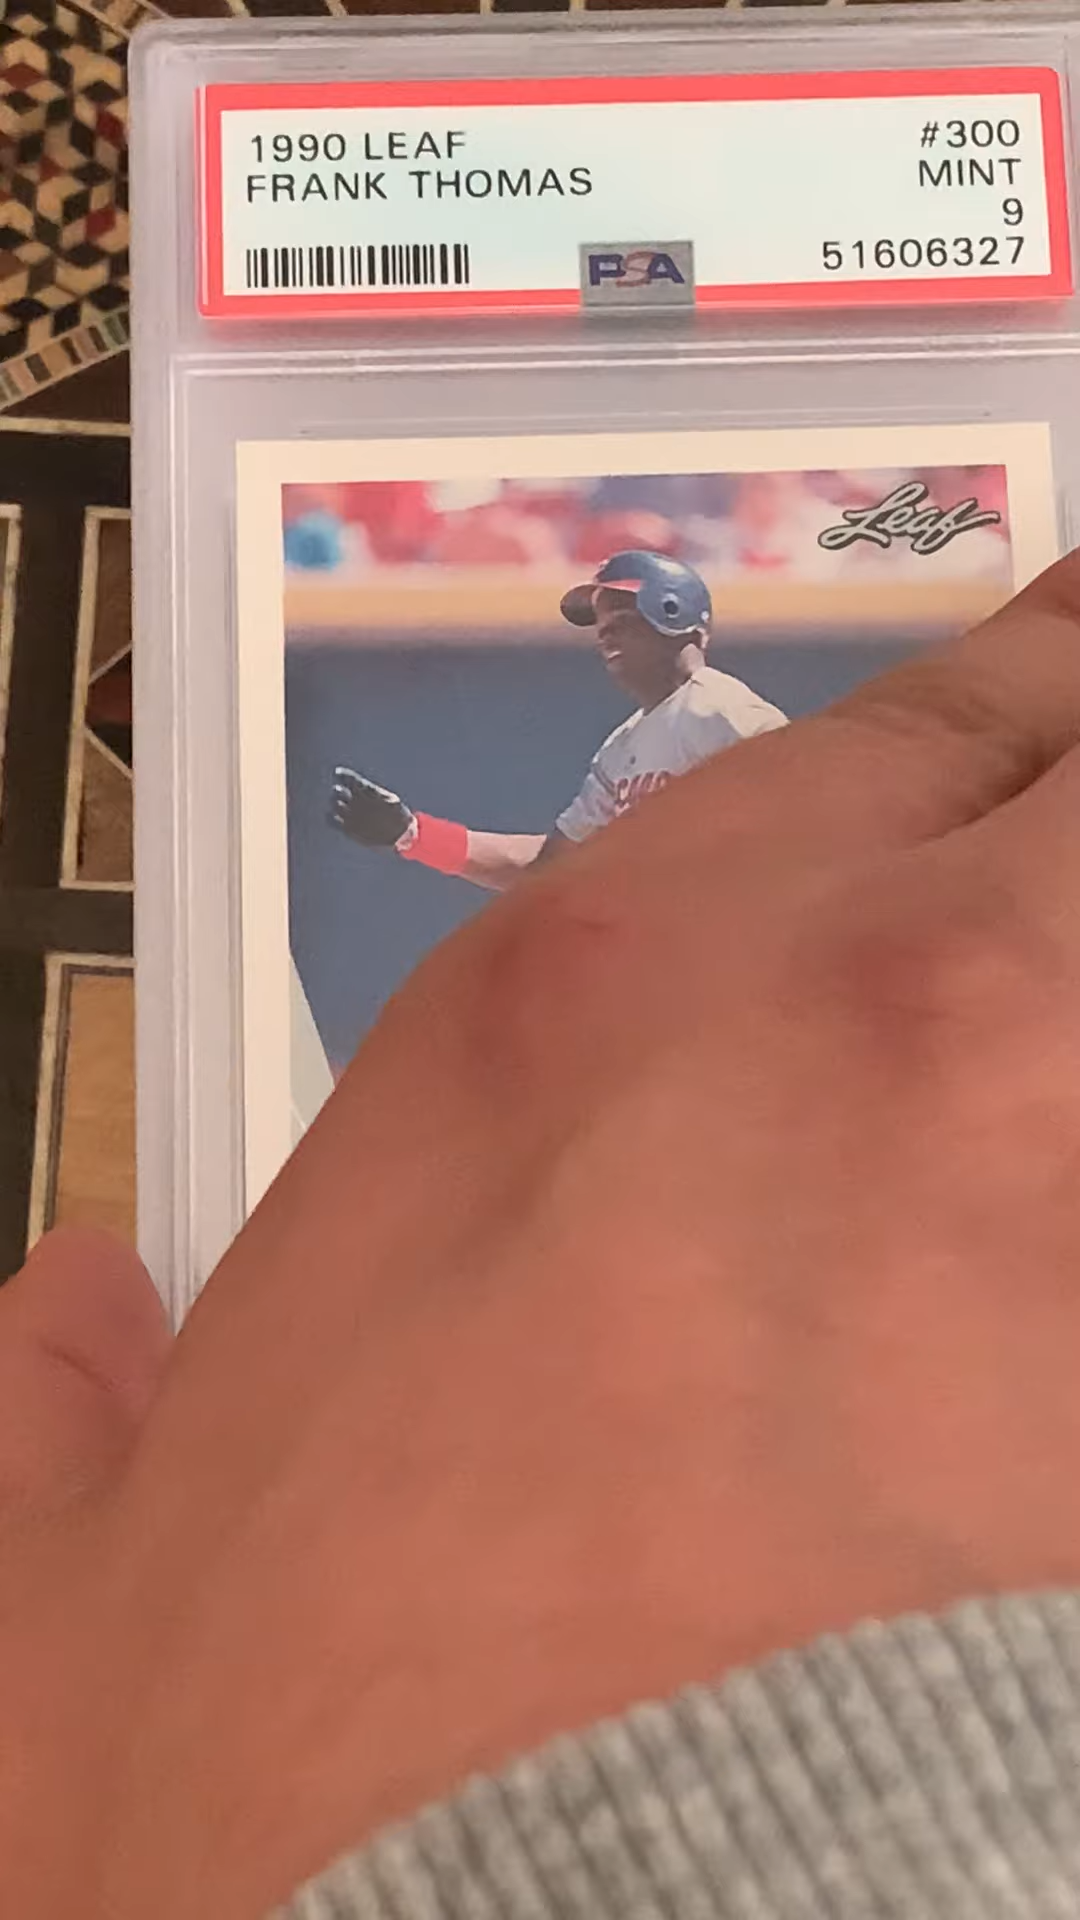 1990 LEAF #300
FRANK THOMAS MINT
9
PSA 51606327
Leaf